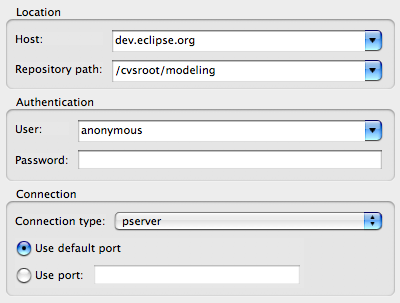 Location
Host: dev.eclipse.org
Repository path: /cvsroot/modeling
Authentication
User: anonymous
Password:
Connection
Connection type: pserver
Use default port
Use port: